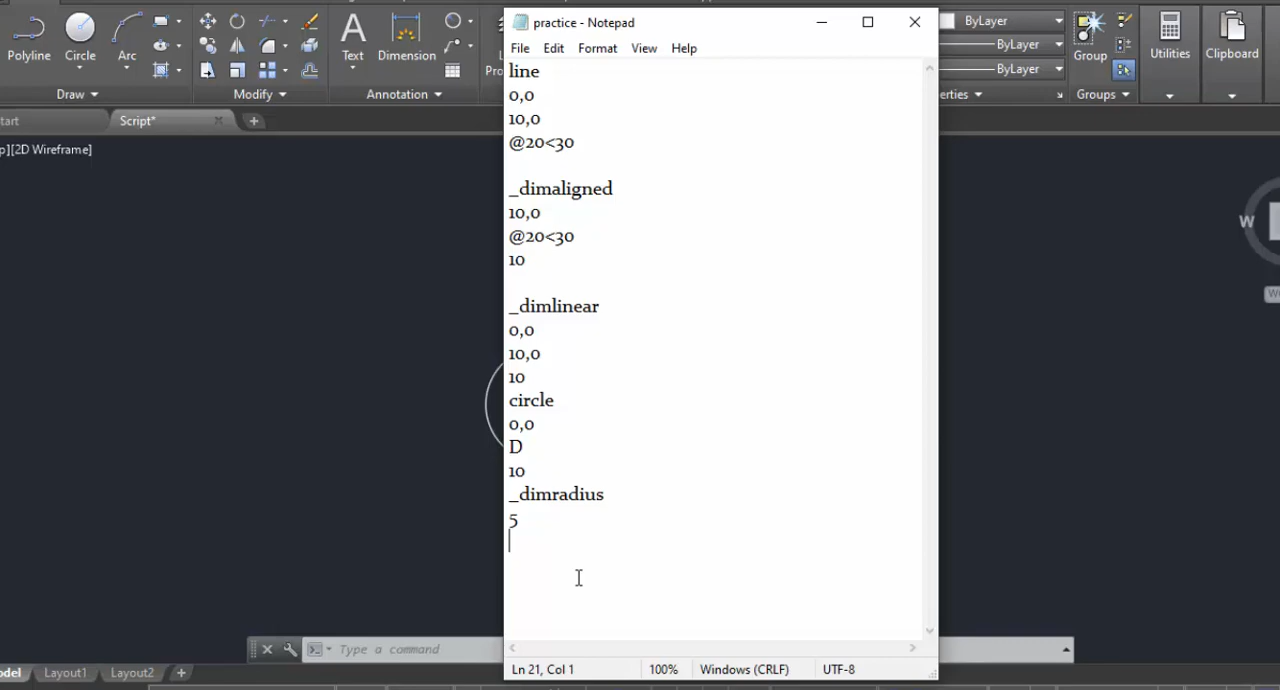 practice - Notepad
File Edit Format View Help
line
0,0
10,0
@20<30
_dimaligned
10,0
@20<30
10
_dimlinear
0,0
10,0
10
circle
0,0
D
10
_dimradius
5
Ln 21, Col 1 100% Windows (CRLF) UTF-8
Polyline Circle Arc
Draw
Modify
Text Dimension
Annotation
ByLayer
ByLayer
ByLayer
Group
Groups
Utilities
Clipboard
Script*
][2D Wireframe]
W
Type a command
Layout1 Layout2